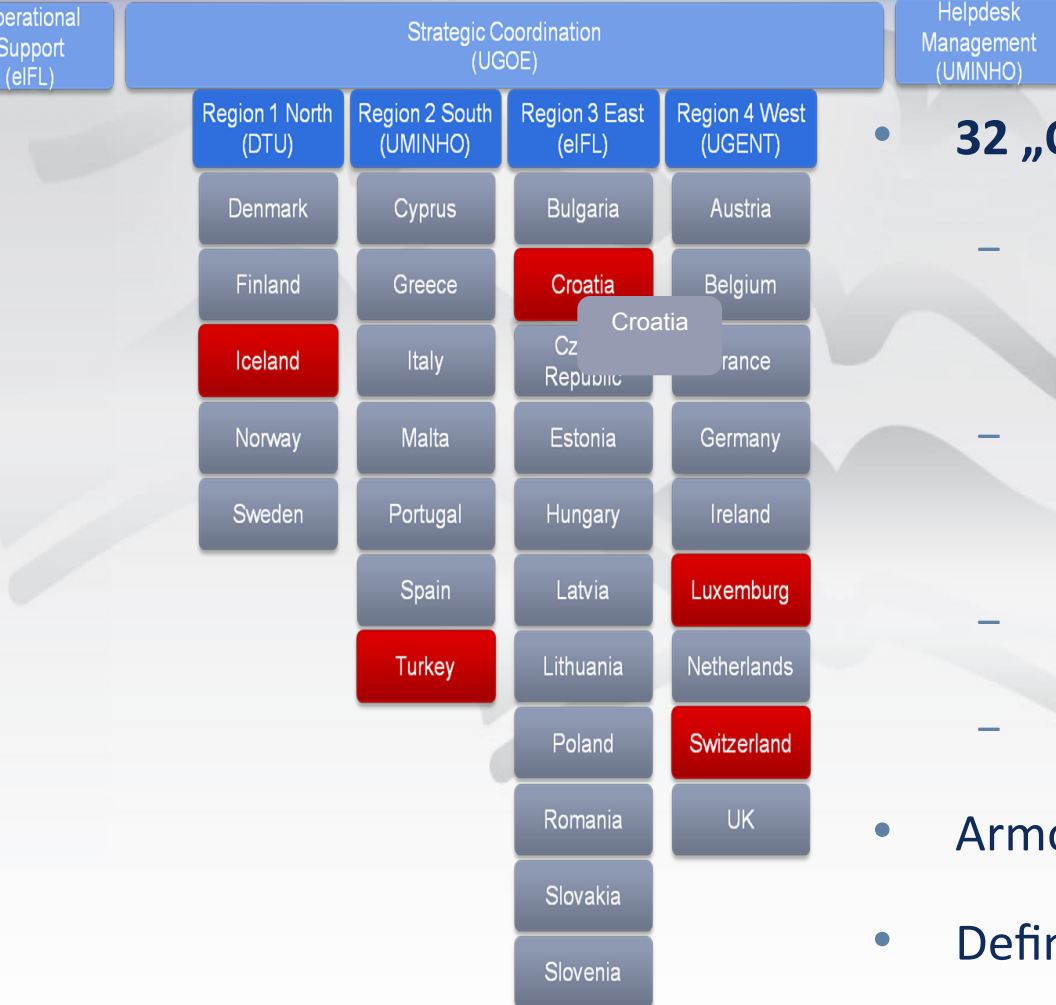 Support
(eIFL)
Strategic Coordination
(UGOE)
Helpdesk
Management
(UMINHO)
Region 1 North
(DTU)
Denmark
Finland
Iceland
Norway
Sweden
Region 2 South
(UMINHO)
Cyprus
Greece
Italy
Malta
Portugal
Spain
Turkey
Region 3 East
(eIFL)
Bulgaria
Croatia
Croatia
Republic
Estonia
Hungary
Latvia
Lithuania
Poland
Romania
Slovakia
Slovenia
Region 4 West
(UGENT)
Austria
Belgium
Germany
Ireland
Luxemburg
Netherlands
Switzerland
UK
32